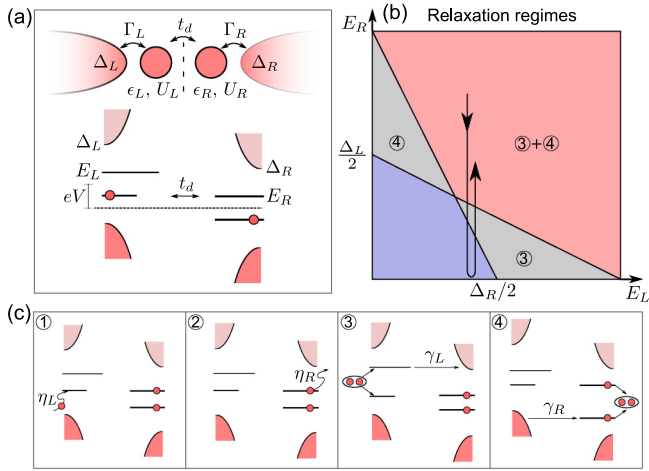 (a)
Γ_L t_d Γ_R
Δ_L Δ_R
ϵ_L, U_L ϵ_R, U_R
Δ_L
Δ_R
E_L
eV t_d E_R
(b) Relaxation regimes
E_R
④ ③+④
Δ_L/2
③
Δ_R/2 E_L
(c)
① ② ③ ④
η_L η_R γ_L γ_R